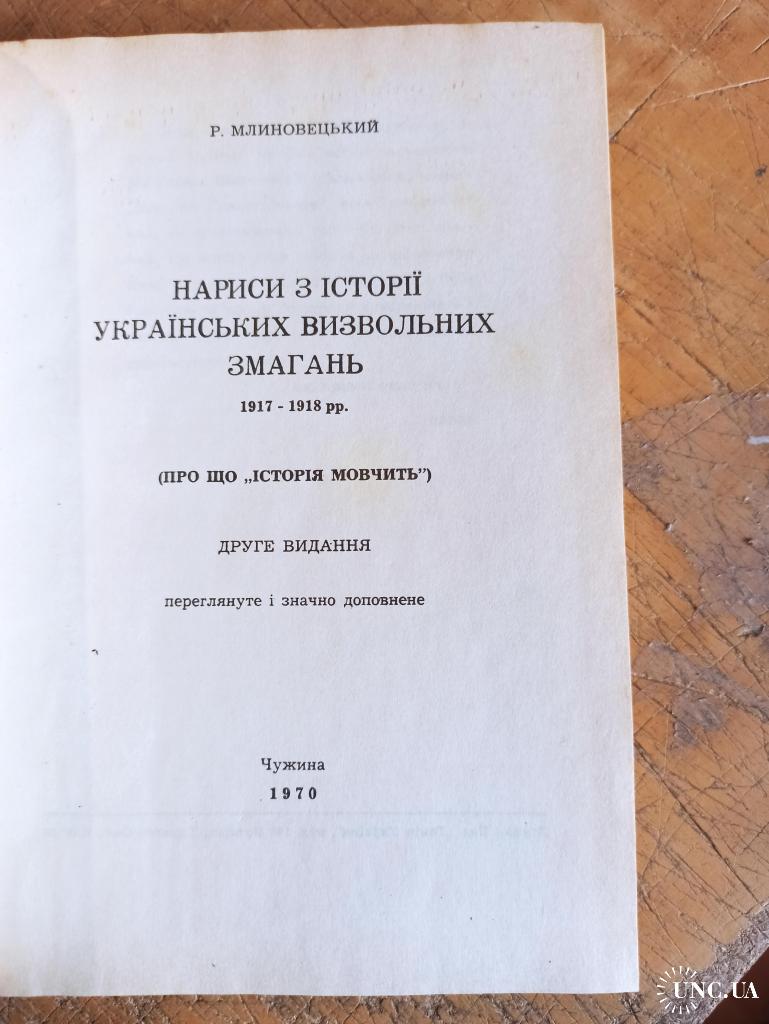 Р. МЛИНОВЕЦЬКИЙ
НАРИСИ З ІСТОРІЇ
УКРАЇНСЬКИХ ВИЗВОЛЬНИХ
ЗМАГАНЬ
1917 - 1918 рр.
(ПРО ЩО „ІСТОРІЯ МОВЧИТЬ”)
ДРУГЕ ВИДАННЯ
переглянуте і значно доповнене
Чужина
1970
UNC.UA